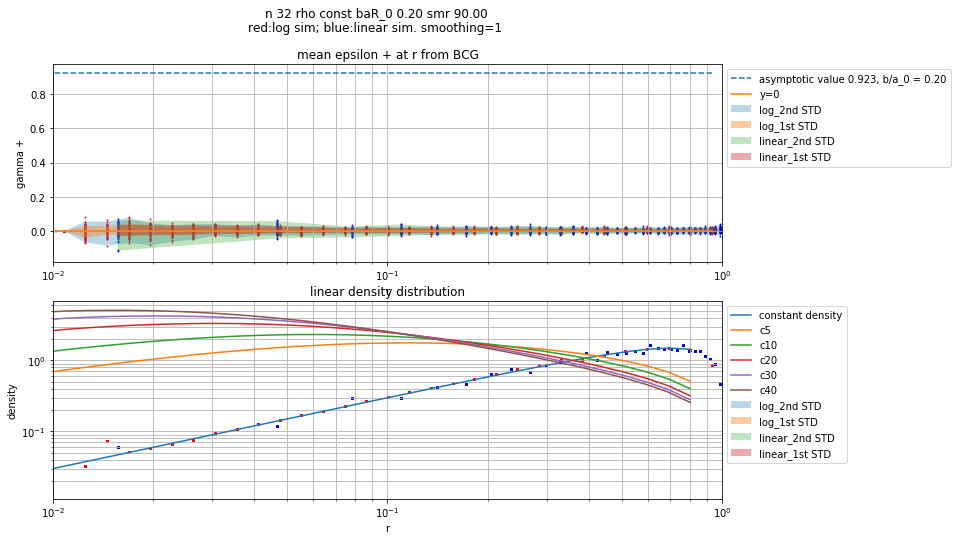 n 32 rho const baR_0 0.20 smr 90.00
red:log sim; blue:linear sim. smoothing=1
mean epsilon + at r from BCG
gamma +
0.8
0.6
0.4
0.2
0.0
10⁻²
10⁻¹
10⁰
asymptotic value 0.923, b/a_0 = 0.20
y=0
log_2nd STD
log_1st STD
linear_2nd STD
linear_1st STD
linear density distribution
density
10⁰
10⁻¹
10⁻²
10⁻¹
10⁰
r
constant density
c5
c10
c20
c30
c40
log_2nd STD
log_1st STD
linear_2nd STD
linear_1st STD